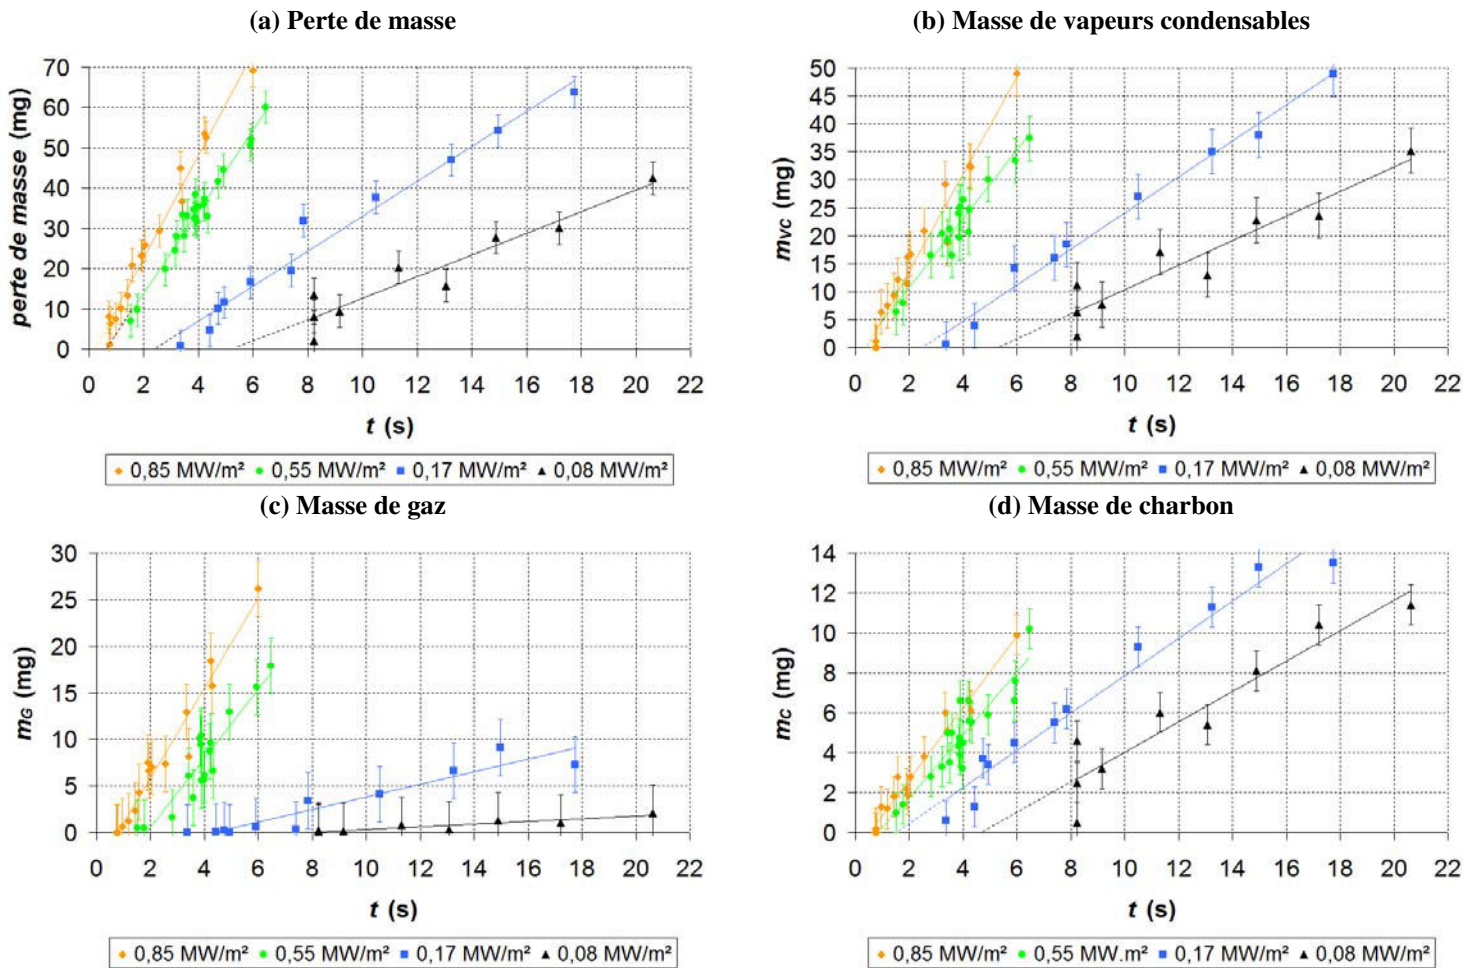 (a) Perte de masse
(b) Masse de vapeurs condensables
perte de masse (mg)
70
60
50
40
30
20
10
0
0 2 4 6 8 10 12 14 16 18 20 22
t (s)
0,85 MW/m² 0,55 MW/m² 0,17 MW/m² 0,08 MW/m²
mVC (mg)
50
45
40
35
30
25
20
15
10
5
0
0 2 4 6 8 10 12 14 16 18 20 22
t (s)
0,85 MW/m² 0,55 MW/m² 0,17 MW/m² 0,08 MW/m²
(c) Masse de gaz
(d) Masse de charbon
mG (mg)
30
25
20
15
10
5
0
0 2 4 6 8 10 12 14 16 18 20 22
t (s)
0,85 MW/m² 0,55 MW/m² 0,17 MW/m² 0,08 MW/m²
mC (mg)
14
12
10
8
6
4
2
0
0 2 4 6 8 10 12 14 16 18 20 22
t (s)
0,85 MW/m² 0,55 MW.m² 0,17 MW/m² 0,08 MW/m²